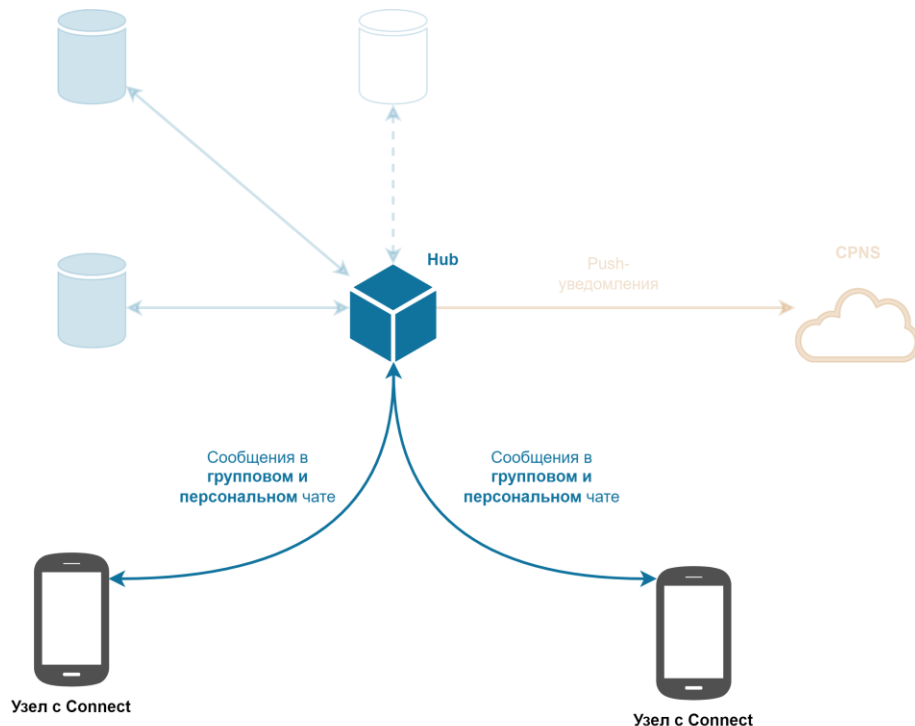 Hub
CPNS
Push-
уведомления
Сообщения в
групповом и
персональном чате
Сообщения в
групповом и
персональном чате
Узел с Connect
Узел с Connect